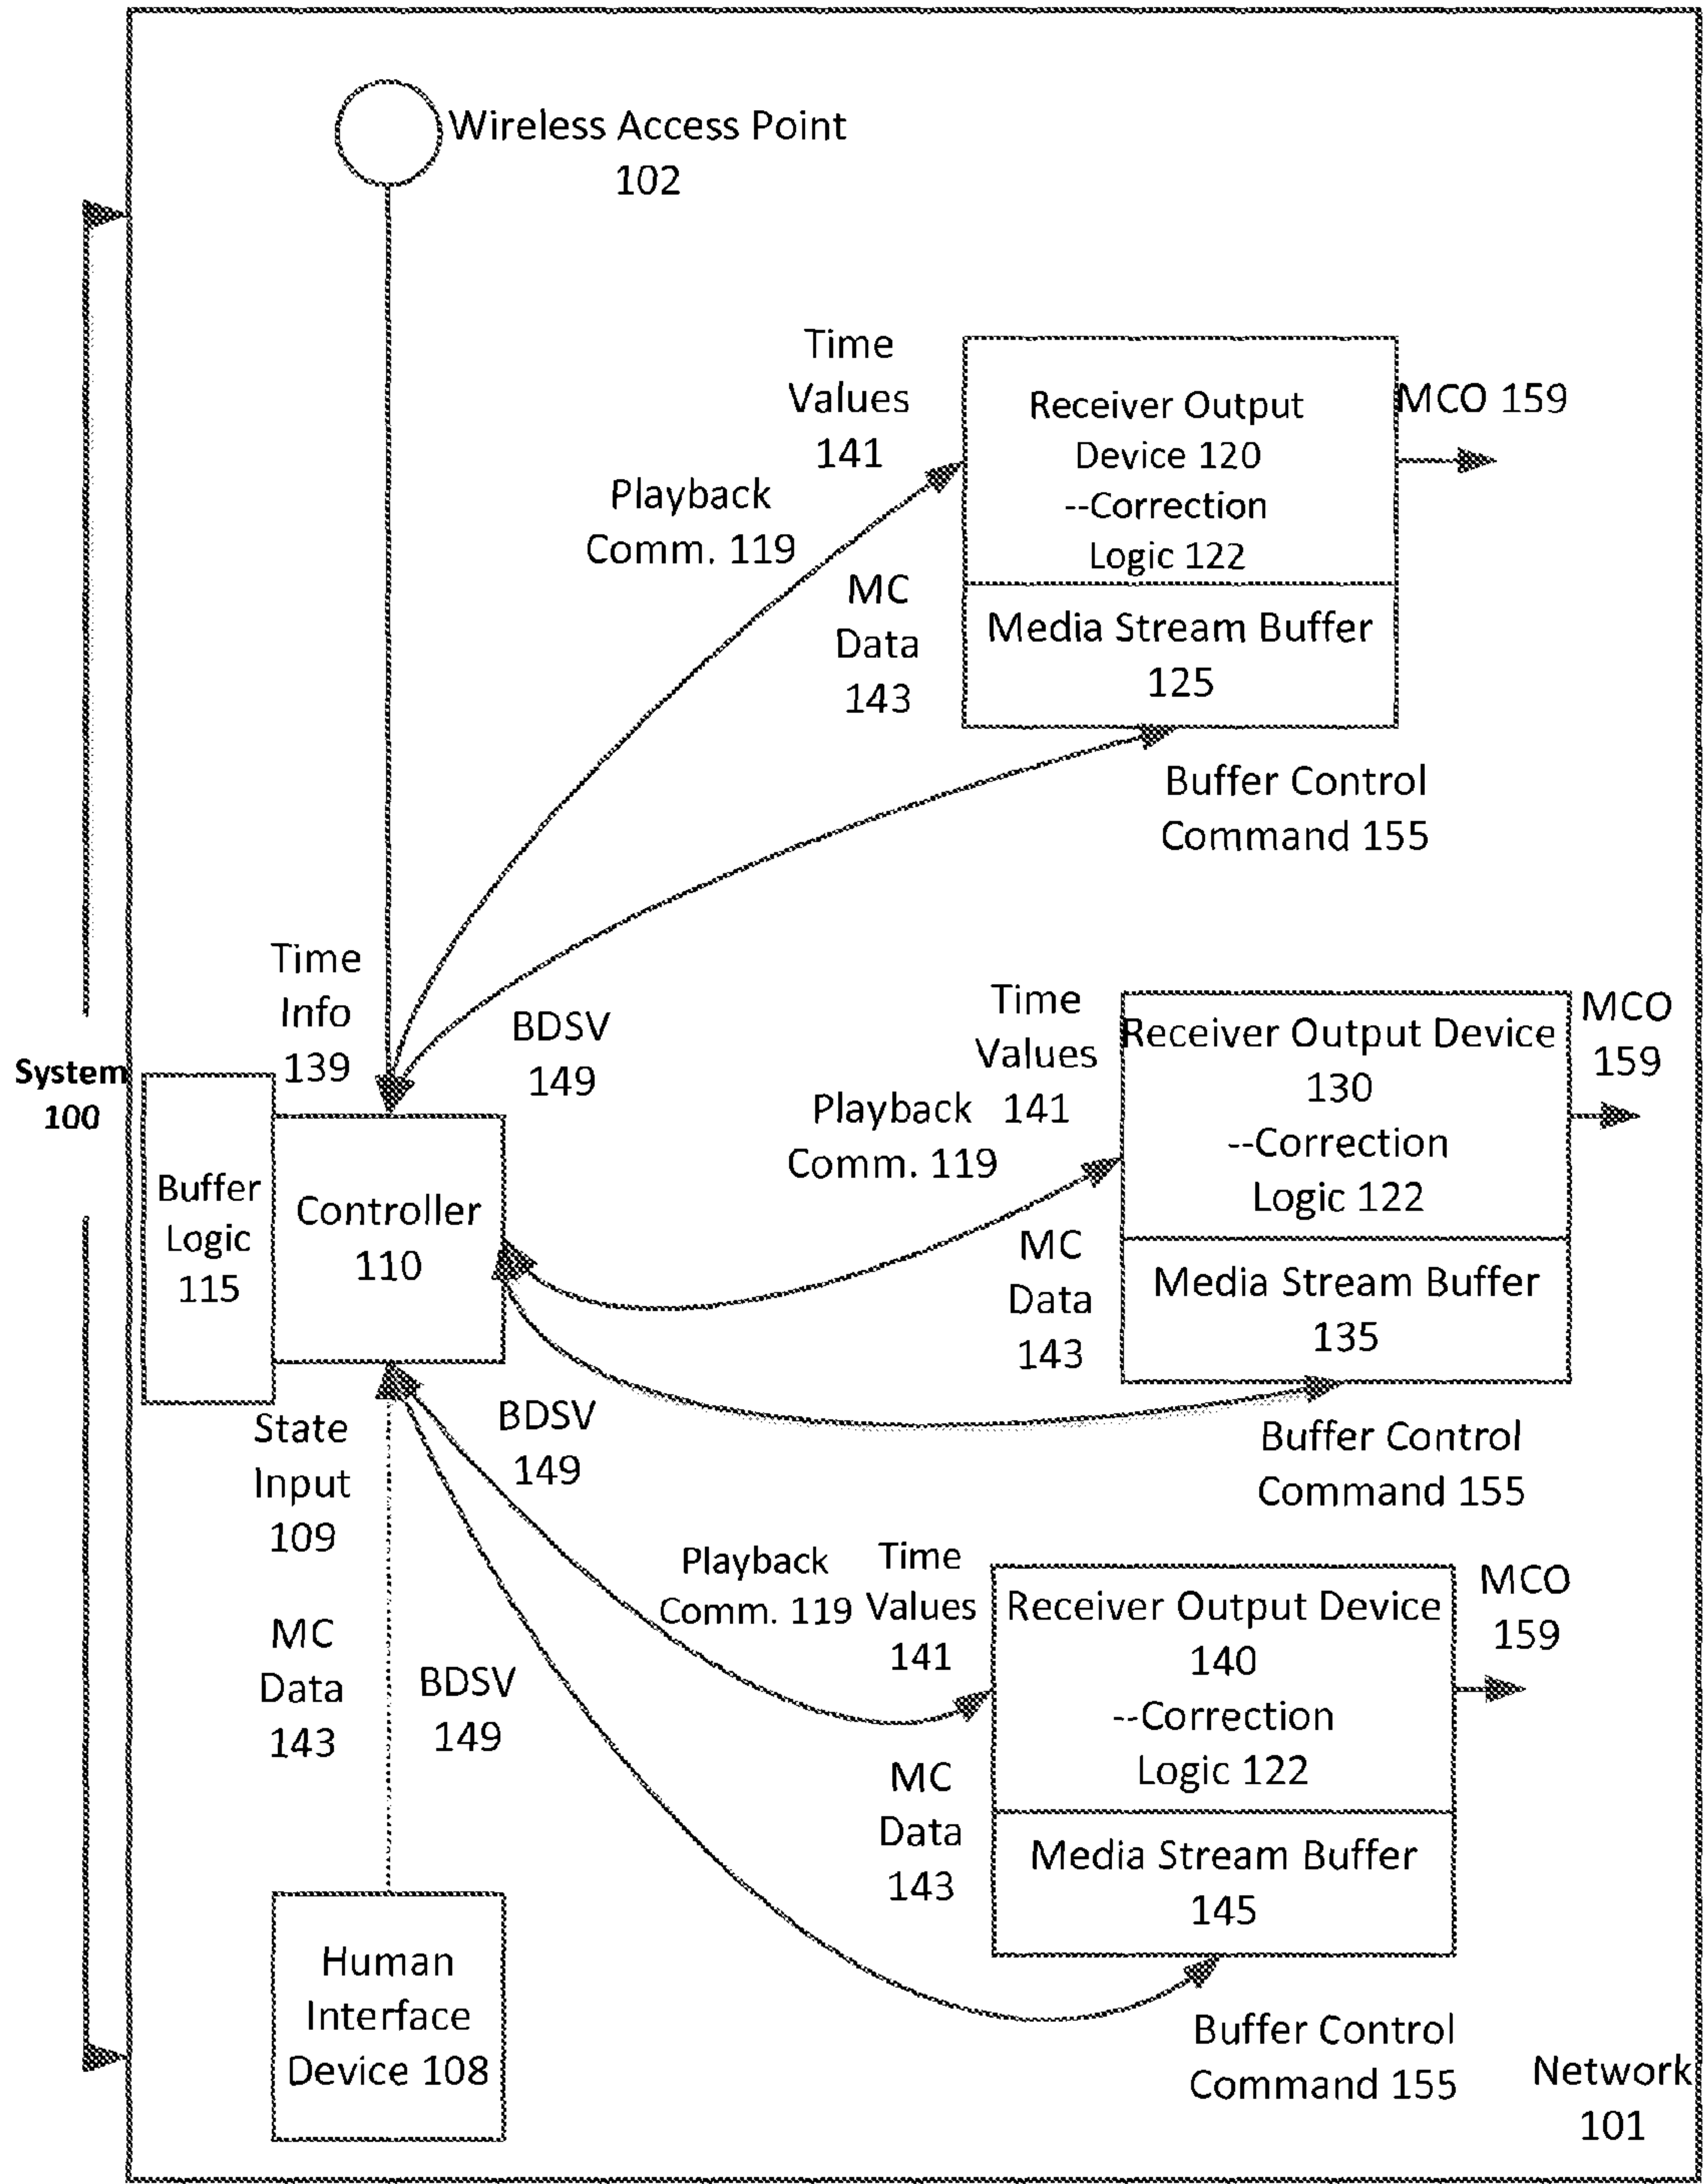 Wireless Access Point
102
Time
Values
141
Playback
Comm. 119
MC
Data
143
Receiver Output
Device 120
--Correction
Logic 122
Media Stream Buffer
125
MCO 159
Buffer Control
Command 155
Time
Info
139
BDSV
149
System
100
Buffer
Logic
115
Controller
110
Time
Values
141
Playback
Comm. 119
MC
Data
143
Receiver Output Device
130
--Correction
Logic 122
Media Stream Buffer
135
MCO
159
Buffer Control
Command 155
State
Input
109
BDSV
149
MC
Data
143
BDSV
149
Playback
Comm. 119
Time
Values
141
MC
Data
143
Receiver Output Device
140
--Correction
Logic 122
Media Stream Buffer
145
MCO
159
Buffer Control
Command 155
Human
Interface
Device 108
Network
101